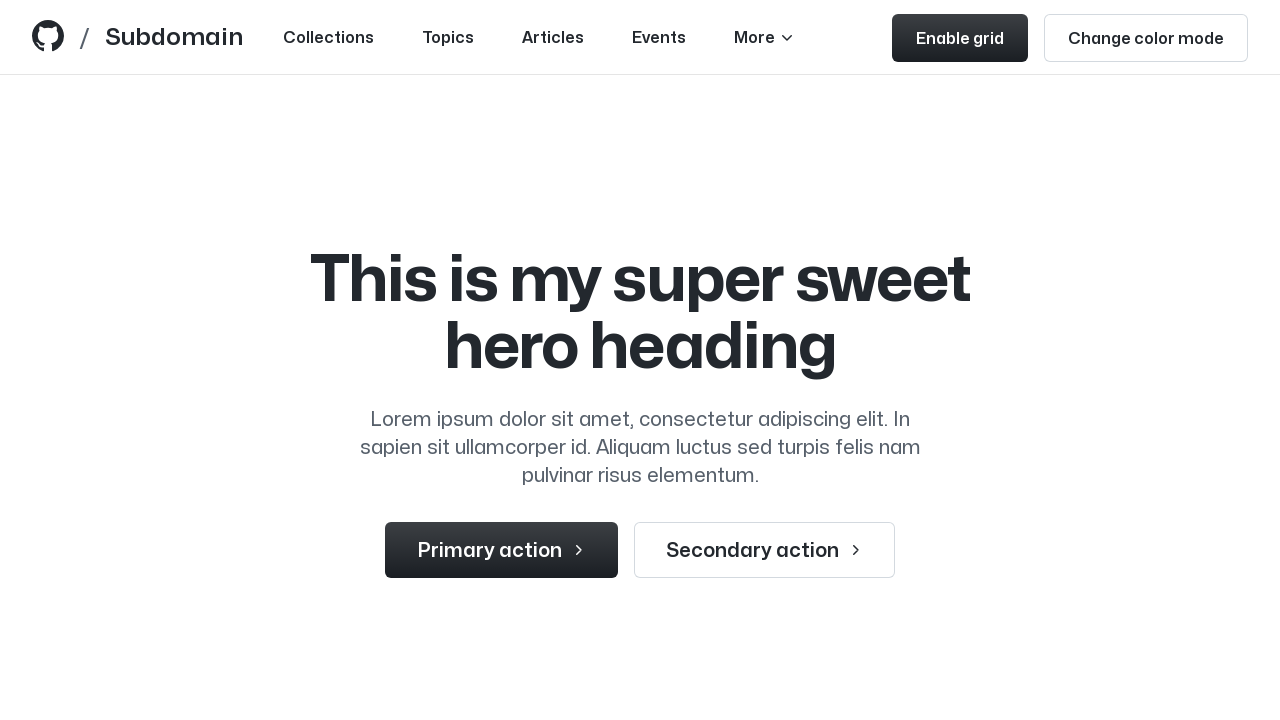 / Subdomain Collections Topics Articles Events More Enable grid Change color mode
This is my super sweet
hero heading
Lorem ipsum dolor sit amet, consectetur adipiscing elit. In
sapien sit ullamcorper id. Aliquam luctus sed turpis felis nam
pulvinar risus elementum.
Primary action Secondary action